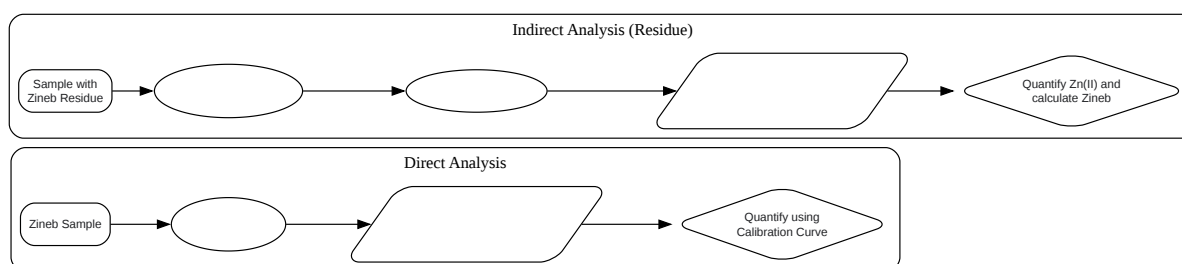 Indirect Analysis (Residue)
Sample with
Zineb Residue
Quantify Zn(II) and
calculate Zineb
Direct Analysis
Zineb Sample
Quantify using
Calibration Curve